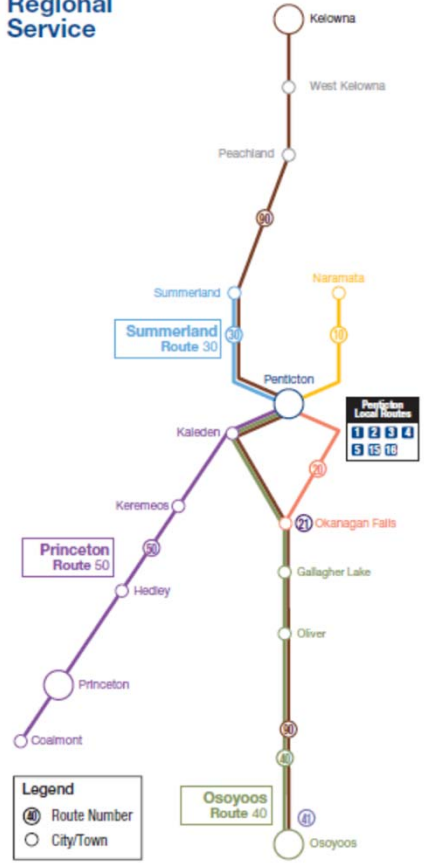 Regional
Service
Kelowna
West Kelowna
Peachland
90
Summerland
Naramata
Summerland
Route 30
30
10
Penticton
Penticton
Local Routes
1 2 3 4
5 15 16
Kaleden
20
Keremeos
21 Okanagan Falls
Princeton
Route 50
50
Gallagher Lake
Hedley
Oliver
Princeton
90
Coalmont
40
Legend
40 Route Number
City/Town
Osoyoos
Route 40
41
Osoyoos